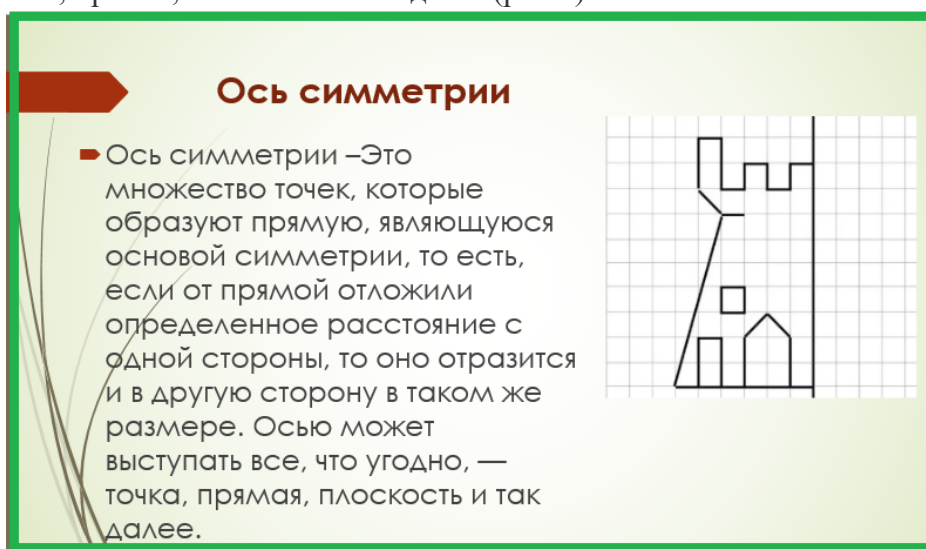 Ось симметрии
Ось симметрии –Это
множество точек, которые
образуют прямую, являющуюся
основой симметрии, то есть,
если от прямой отложили
определенное расстояние с
одной стороны, то оно отразится
и в другую сторону в таком же
размере. Осью может
выступать все, что угодно, —
точка, прямая, плоскость и так
далее.